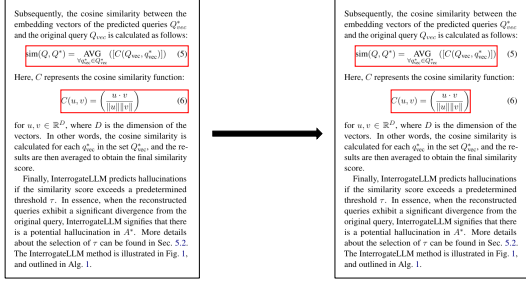 Subsequently, the cosine similarity between the
embedding vectors of the predicted queries Q*vec
and the original query Qvec is calculated as follows:
sim(Q, Q*) = AVG ([C(Qvec, q*vec)]) (5)
∀q*vec∈Q*vec
Here, C represents the cosine similarity function:
C(u, v) = ( u · v / ‖u‖‖v‖ ) (6)
for u, v ∈ ℝ^D, where D is the dimension of the
vectors. In other words, the cosine similarity is
calculated for each q*vec in the set Q*vec, and the re-
sults are then averaged to obtain the final similarity
score.
Finally, InterrogateLLM predicts hallucinations
if the similarity score exceeds a predetermined
threshold τ. In essence, when the reconstructed
queries exhibit a significant divergence from the
original query, InterrogateLLM signifies that there
is a potential hallucination in A*. More details
about the selection of τ can be found in Sec. 5.2.
The InterrogateLLM method is illustrated in Fig. 1,
and outlined in Alg. 1.
Subsequently, the cosine similarity between the
embedding vectors of the predicted queries Q*vec
and the original query Qvec is calculated as follows:
sim(Q, Q*) = AVG ([C(Qvec, q*vec)]) (5)
∀q*vec∈Q*vec
Here, C represents the cosine similarity function:
C(u, v) = ( u · v / ‖u‖‖v‖ ) (6)
for u, v ∈ ℝ^D, where D is the dimension of the
vectors. In other words, the cosine similarity is
calculated for each q*vec in the set Q*vec, and the re-
sults are then averaged to obtain the final similarity
score.
Finally, InterrogateLLM predicts hallucinations
if the similarity score exceeds a predetermined
threshold τ. In essence, when the reconstructed
queries exhibit a significant divergence from the
original query, InterrogateLLM signifies that there
is a potential hallucination in A*. More details
about the selection of τ can be found in Sec. 5.2.
The InterrogateLLM method is illustrated in Fig. 1,
and outlined in Alg. 1.